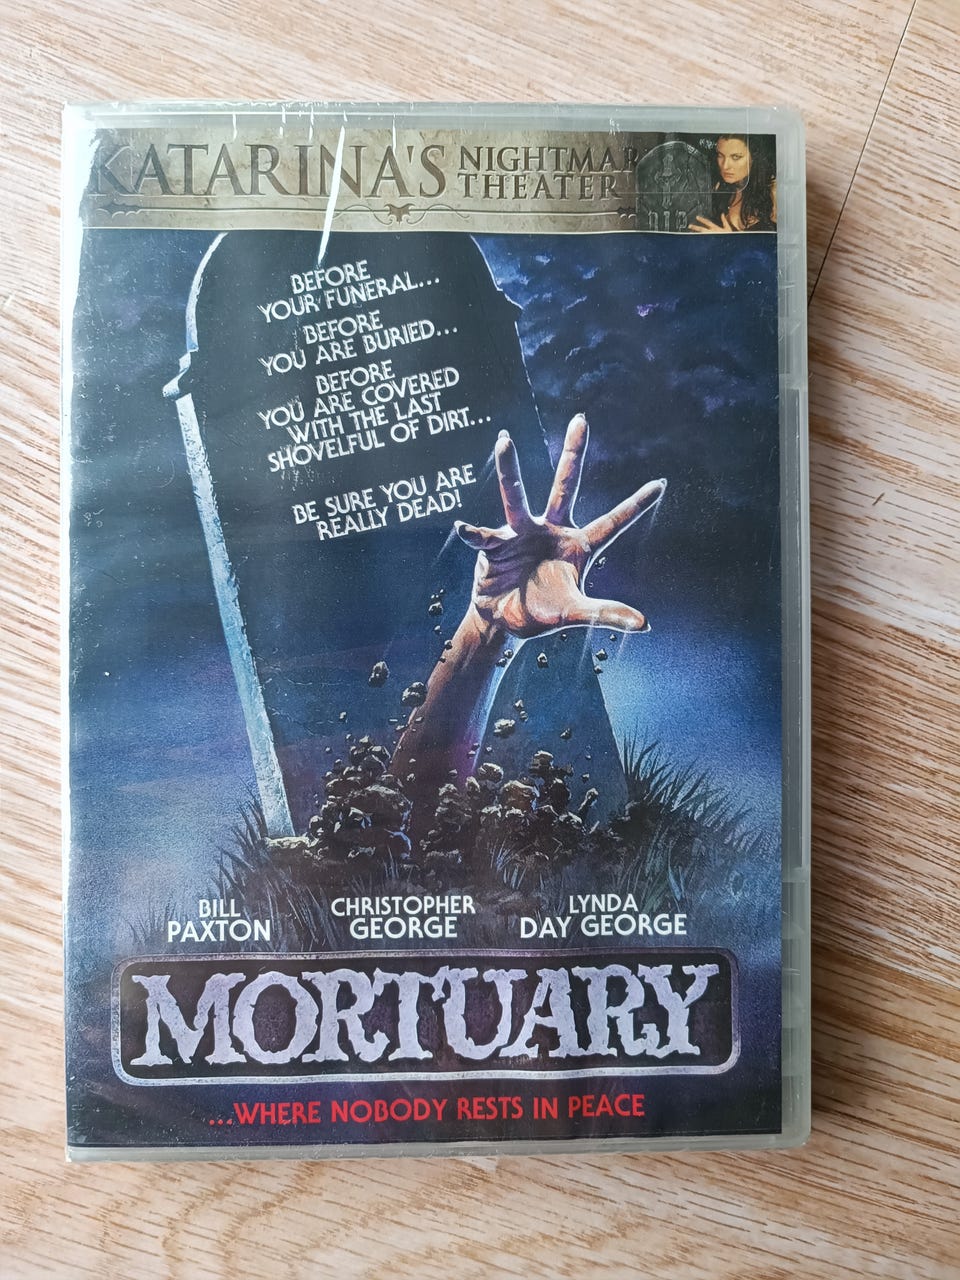 KATARINA'S NIGHTMAR
THEATER
RIP
BEFORE
YOUR FUNERAL...
BEFORE
YOU ARE BURIED...
BEFORE
YOU ARE COVERED
WITH THE LAST
SHOVELFUL OF DIRT...
BE SURE YOU ARE
REALLY DEAD!
BILL
PAXTON
CHRISTOPHER
GEORGE
LYNDA
DAY GEORGE
MORTUARY
...WHERE NOBODY RESTS IN PEACE